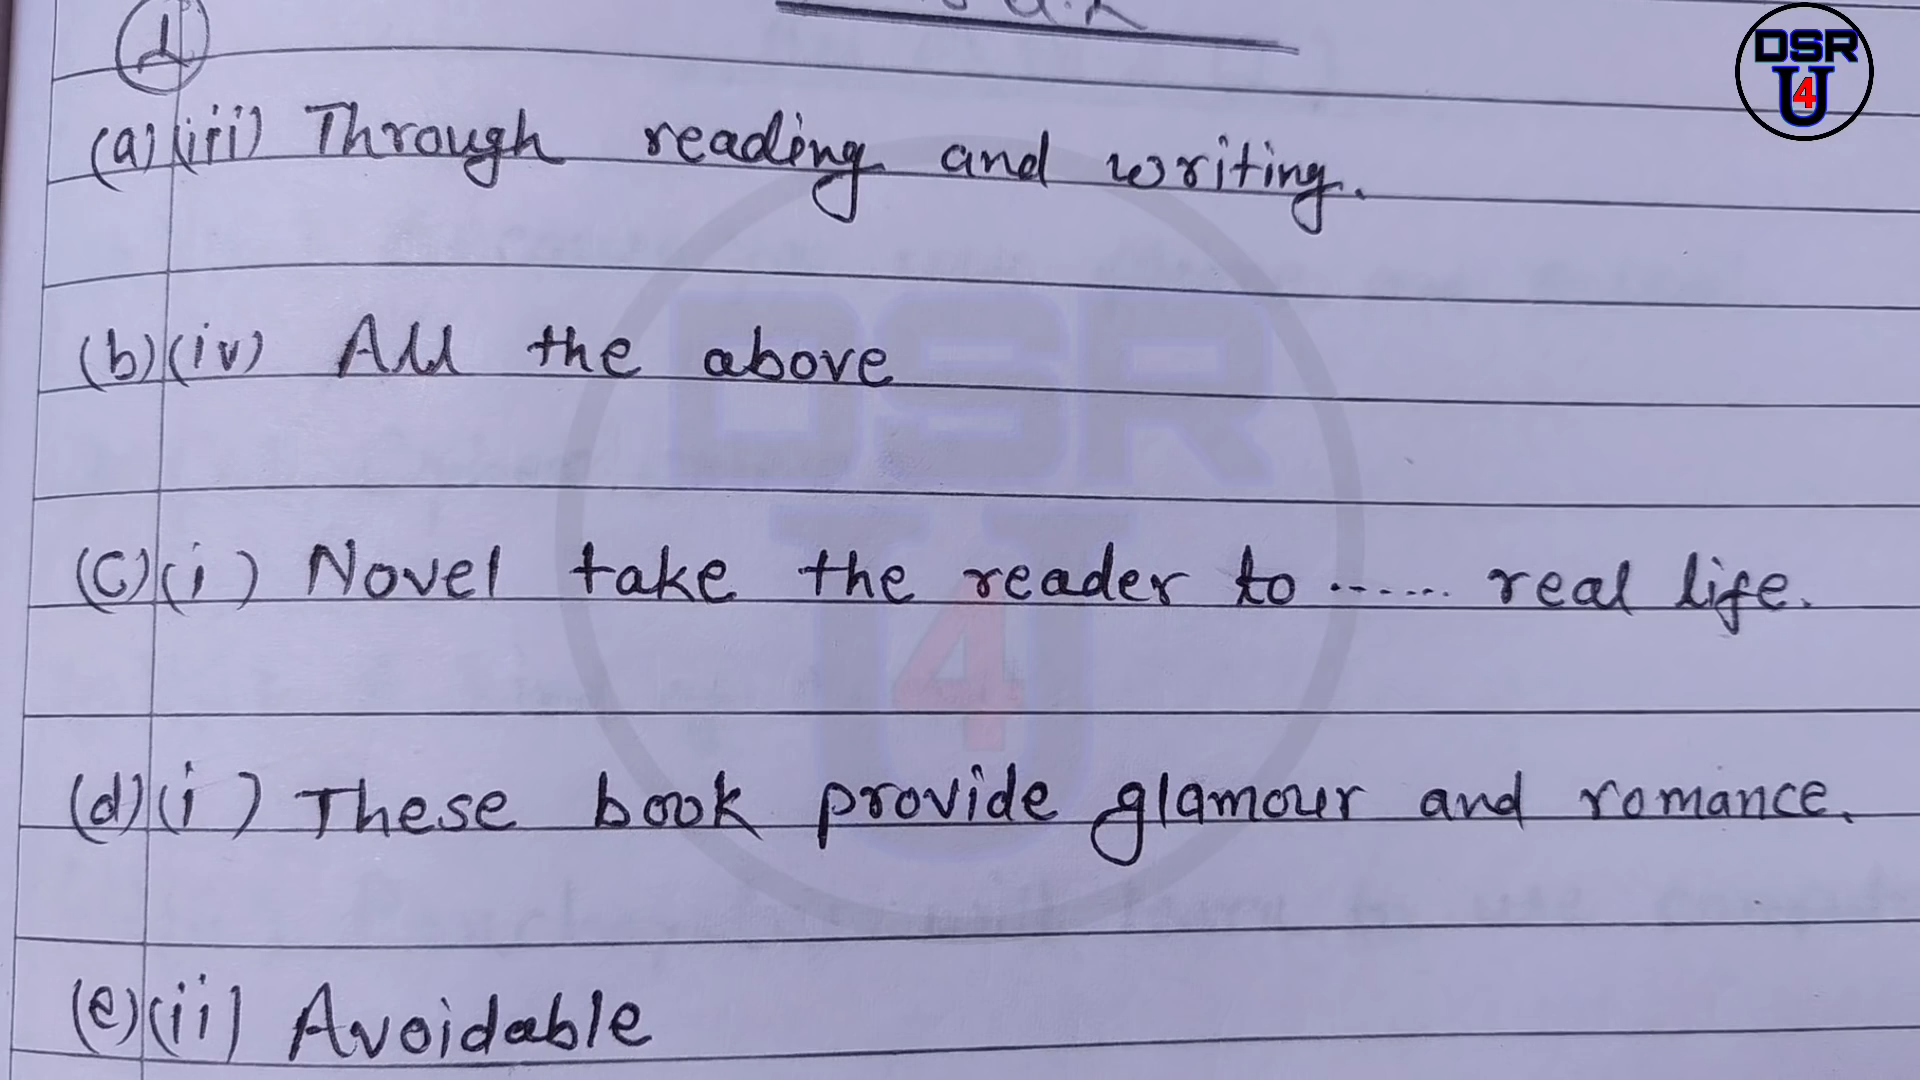 1
(a) (iii) Through reading and writing.
(b) (iv) All the above
(c) (i) Novel take the reader to ...... real life.
(d) (i) These book provide glamour and romance.
(e) (ii) Avoidable
DSR
U
4